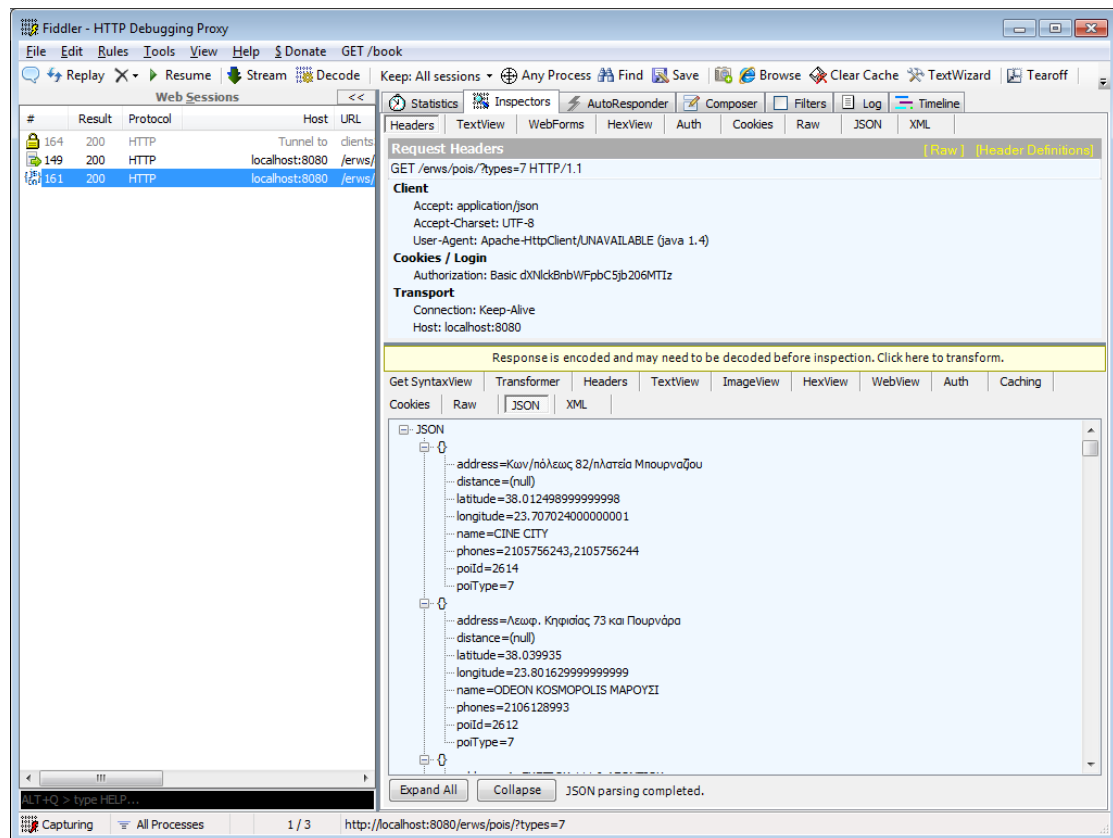 Fiddler - HTTP Debugging Proxy
File Edit Rules Tools View Help $ Donate GET /book
Replay X Resume Stream Decode Keep: All sessions Any Process Find Save Browse Clear Cache TextWizard Tearoff
Web Sessions <<
# Result Protocol Host URL
164 200 HTTP Tunnel to clients
149 200 HTTP localhost:8080 /erws/
161 200 HTTP localhost:8080 /erws/
Statistics Inspectors AutoResponder Composer Filters Log Timeline
Headers TextView WebForms HexView Auth Cookies Raw JSON XML
Request Headers [ Raw ] [Header Definitions]
GET /erws/pois/?types=7 HTTP/1.1
Client
Accept: application/json
Accept-Charset: UTF-8
User-Agent: Apache-HttpClient/UNAVAILABLE (java 1.4)
Cookies / Login
Authorization: Basic dXNlckBnbWFpbC5jb206MTIz
Transport
Connection: Keep-Alive
Host: localhost:8080
Response is encoded and may need to be decoded before inspection. Click here to transform.
Get SyntaxView Transformer Headers TextView ImageView HexView WebView Auth Caching
Cookies Raw JSON XML
JSON
{}
address=Κων/πόλεως 82/πλατεία Μπουρναζίου
distance=(null)
latitude=38.012498999999998
longitude=23.707024000000001
name=CINE CITY
phones=2105756243,2105756244
poiId=2614
poiType=7
{}
address=Λεωφ. Κηφισίας 73 και Πουρνάρα
distance=(null)
latitude=38.039935
longitude=23.801629999999999
name=ODEON KOSMOPOLIS ΜΑΡΟΥΣΙ
phones=2106128993
poiId=2612
poiType=7
{}
Expand All Collapse JSON parsing completed.
ALT+Q > type HELP...
Capturing All Processes 1 / 3 http://localhost:8080/erws/pois/?types=7